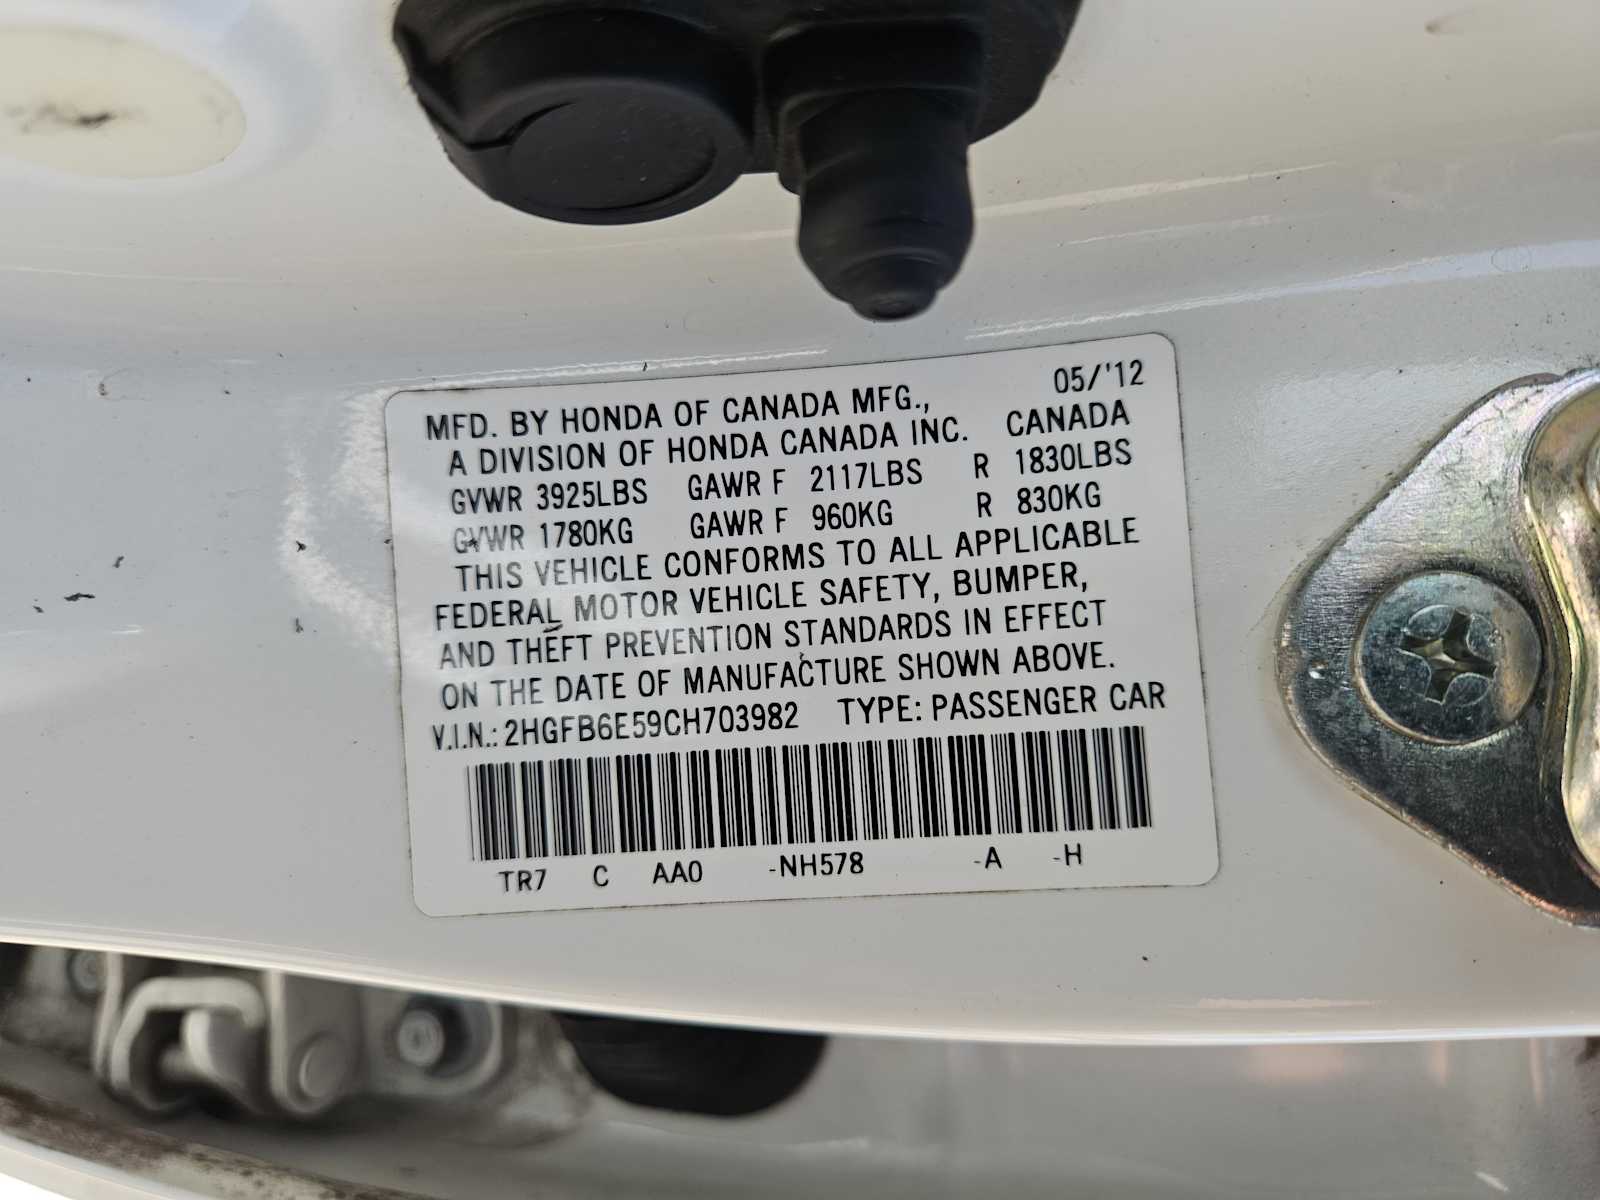 MFD. BY HONDA OF CANADA MFG., 05/'12
A DIVISION OF HONDA CANADA INC. CANADA
GVWR 3925LBS GAWR F 2117LBS R 1830LBS
GVWR 1780KG GAWR F 960KG R 830KG
THIS VEHICLE CONFORMS TO ALL APPLICABLE
FEDERAL MOTOR VEHICLE SAFETY, BUMPER,
AND THEFT PREVENTION STANDARDS IN EFFECT
ON THE DATE OF MANUFACTURE SHOWN ABOVE.
V.I.N.: 2HGFB6E59CH703982 TYPE: PASSENGER CAR
TR7 C AA0 -NH578 -A -H